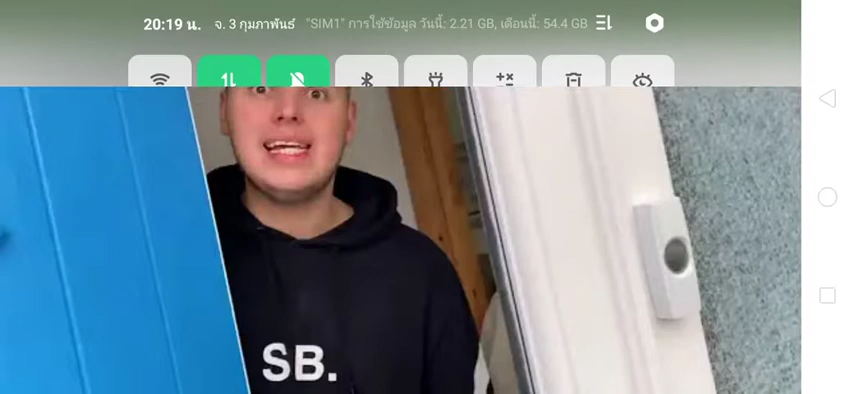 20:19 น. จ. 3 กุมภาพันธ์ "SIM1" การใช้ข้อมูล วันนี้: 2.21 GB, เดือนนี้: 54.4 GB
SB.